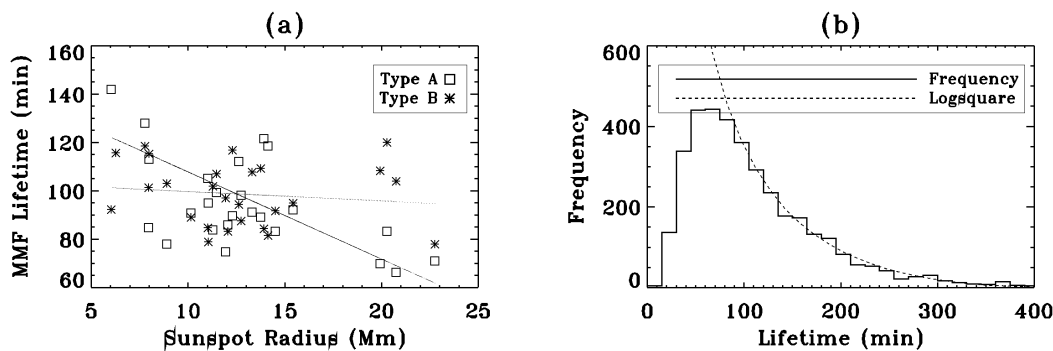 (a)
MMF Lifetime (min)
160
140
120
100
80
60
Type A
Type B
5 10 15 20 25
Sunspot Radius (Mm)
(b)
Frequency
600
400
200
0
Frequency
Logsquare
0 100 200 300 400
Lifetime (min)